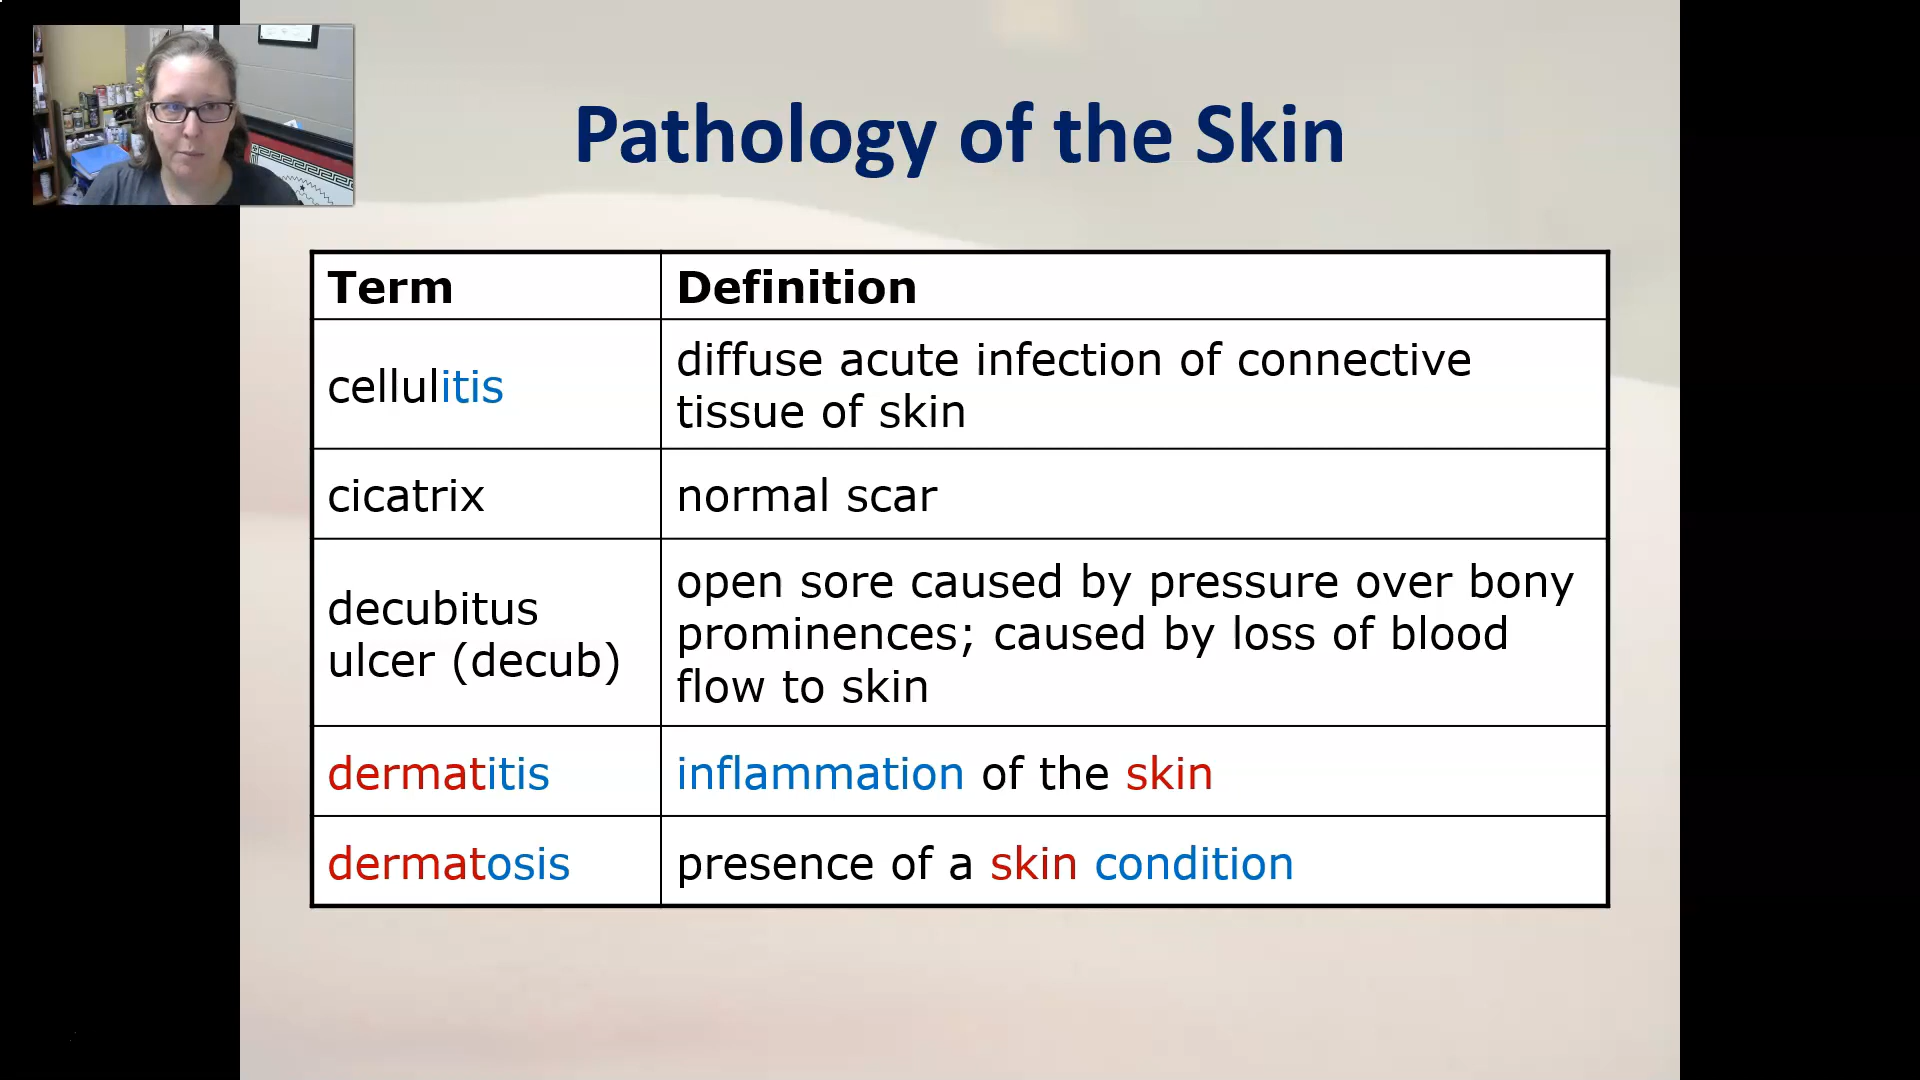 Pathology of the Skin
Term
Definition
cellulitis
diffuse acute infection of connective
tissue of skin
cicatrix
normal scar
decubitus
ulcer (decub)
open sore caused by pressure over bony
prominences; caused by loss of blood
flow to skin
dermatitis
inflammation of the skin
dermatosis
presence of a skin condition